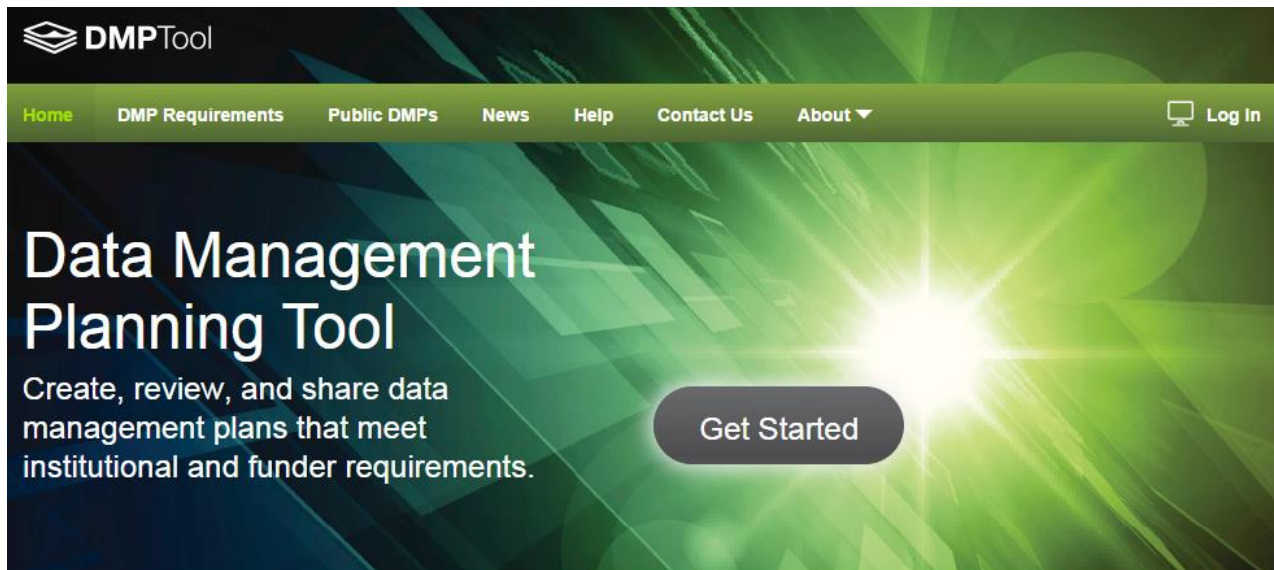 DMPTool
Home DMP Requirements Public DMPs News Help Contact Us About Log In
Data Management
Planning Tool
Create, review, and share data
management plans that meet
institutional and funder requirements.
Get Started